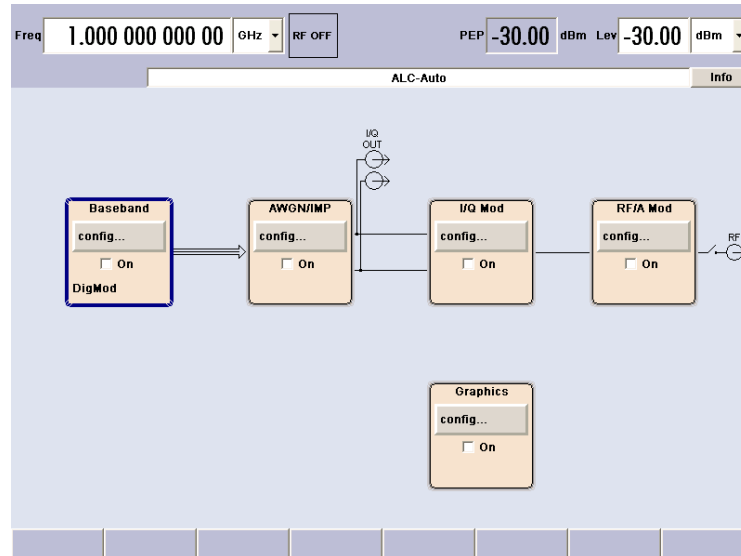 Freq 1.000 000 000 00 GHz RF OFF PEP -30.00 dBm Lev -30.00 dBm
ALC-Auto Info
I/Q
OUT
Baseband AWGN/IMP I/Q Mod RF/A Mod
config... config... config... config...
RF
On On On On
DigMod
Graphics
config...
On